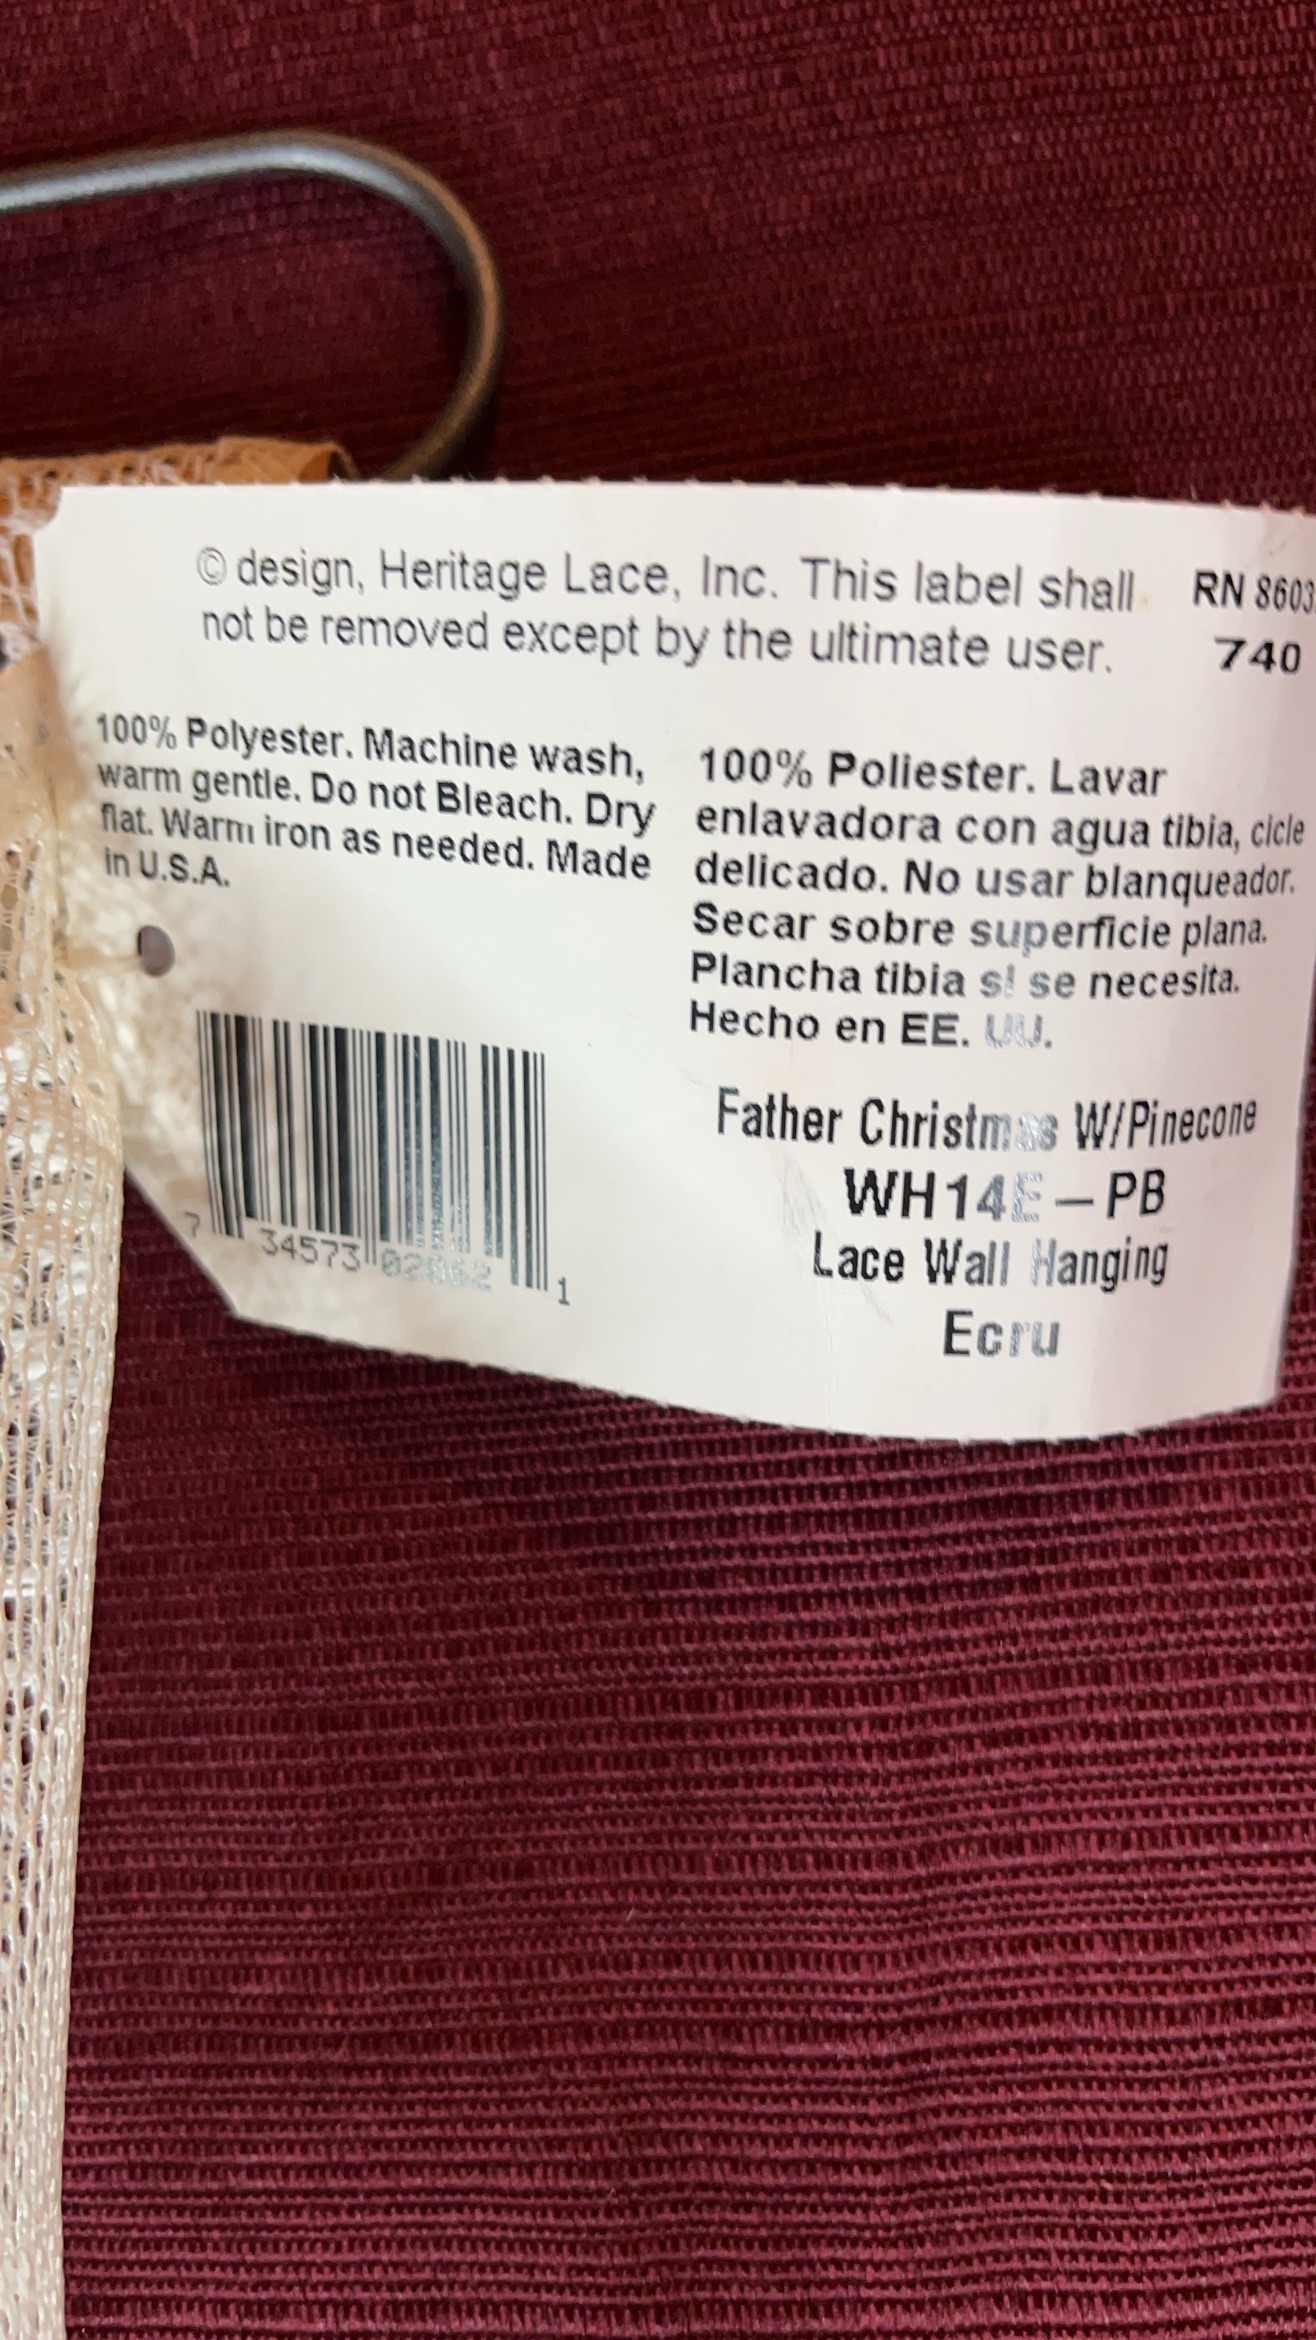 © design, Heritage Lace, Inc. This label shall
not be removed except by the ultimate user.
RN 8603
740
100% Polyester. Machine wash,
warm gentle. Do not Bleach. Dry
flat. Warm iron as needed. Made
in U.S.A.
100% Poliester. Lavar
enlavadora con agua tibia, cicle
delicado. No usar blanqueador.
Secar sobre superficie plana.
Plancha tibia si se necesita.
Hecho en EE. UU.
7 34573 1
Father Christmas W/Pinecone
WH14E-PB
Lace Wall Hanging
Ecru